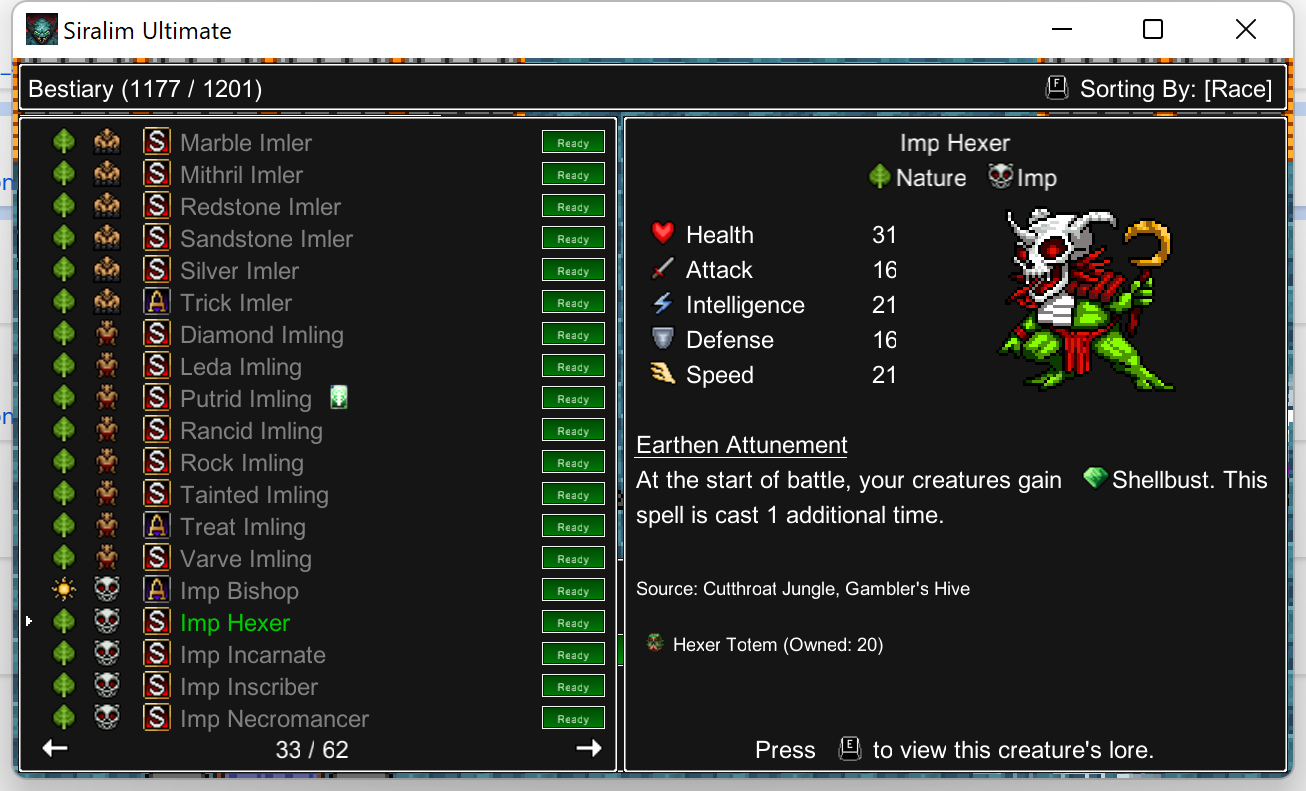 Siralim Ultimate
Bestiary (1177 / 1201)
F Sorting By: [Race]
S Marble Imler Ready
S Mithril Imler Ready
S Redstone Imler Ready
S Sandstone Imler Ready
S Silver Imler Ready
A Trick Imler Ready
S Diamond Imling Ready
S Leda Imling Ready
S Putrid Imling Ready
S Rancid Imling Ready
S Rock Imling Ready
S Tainted Imling Ready
A Treat Imling Ready
S Varve Imling Ready
A Imp Bishop Ready
S Imp Hexer Ready
S Imp Incarnate Ready
S Imp Inscriber Ready
S Imp Necromancer Ready
33 / 62
Imp Hexer
Nature Imp
Health 31
Attack 16
Intelligence 21
Defense 16
Speed 21
Earthen Attunement
At the start of battle, your creatures gain Shellbust. This
spell is cast 1 additional time.
Source: Cutthroat Jungle, Gambler's Hive
Hexer Totem (Owned: 20)
Press E to view this creature's lore.